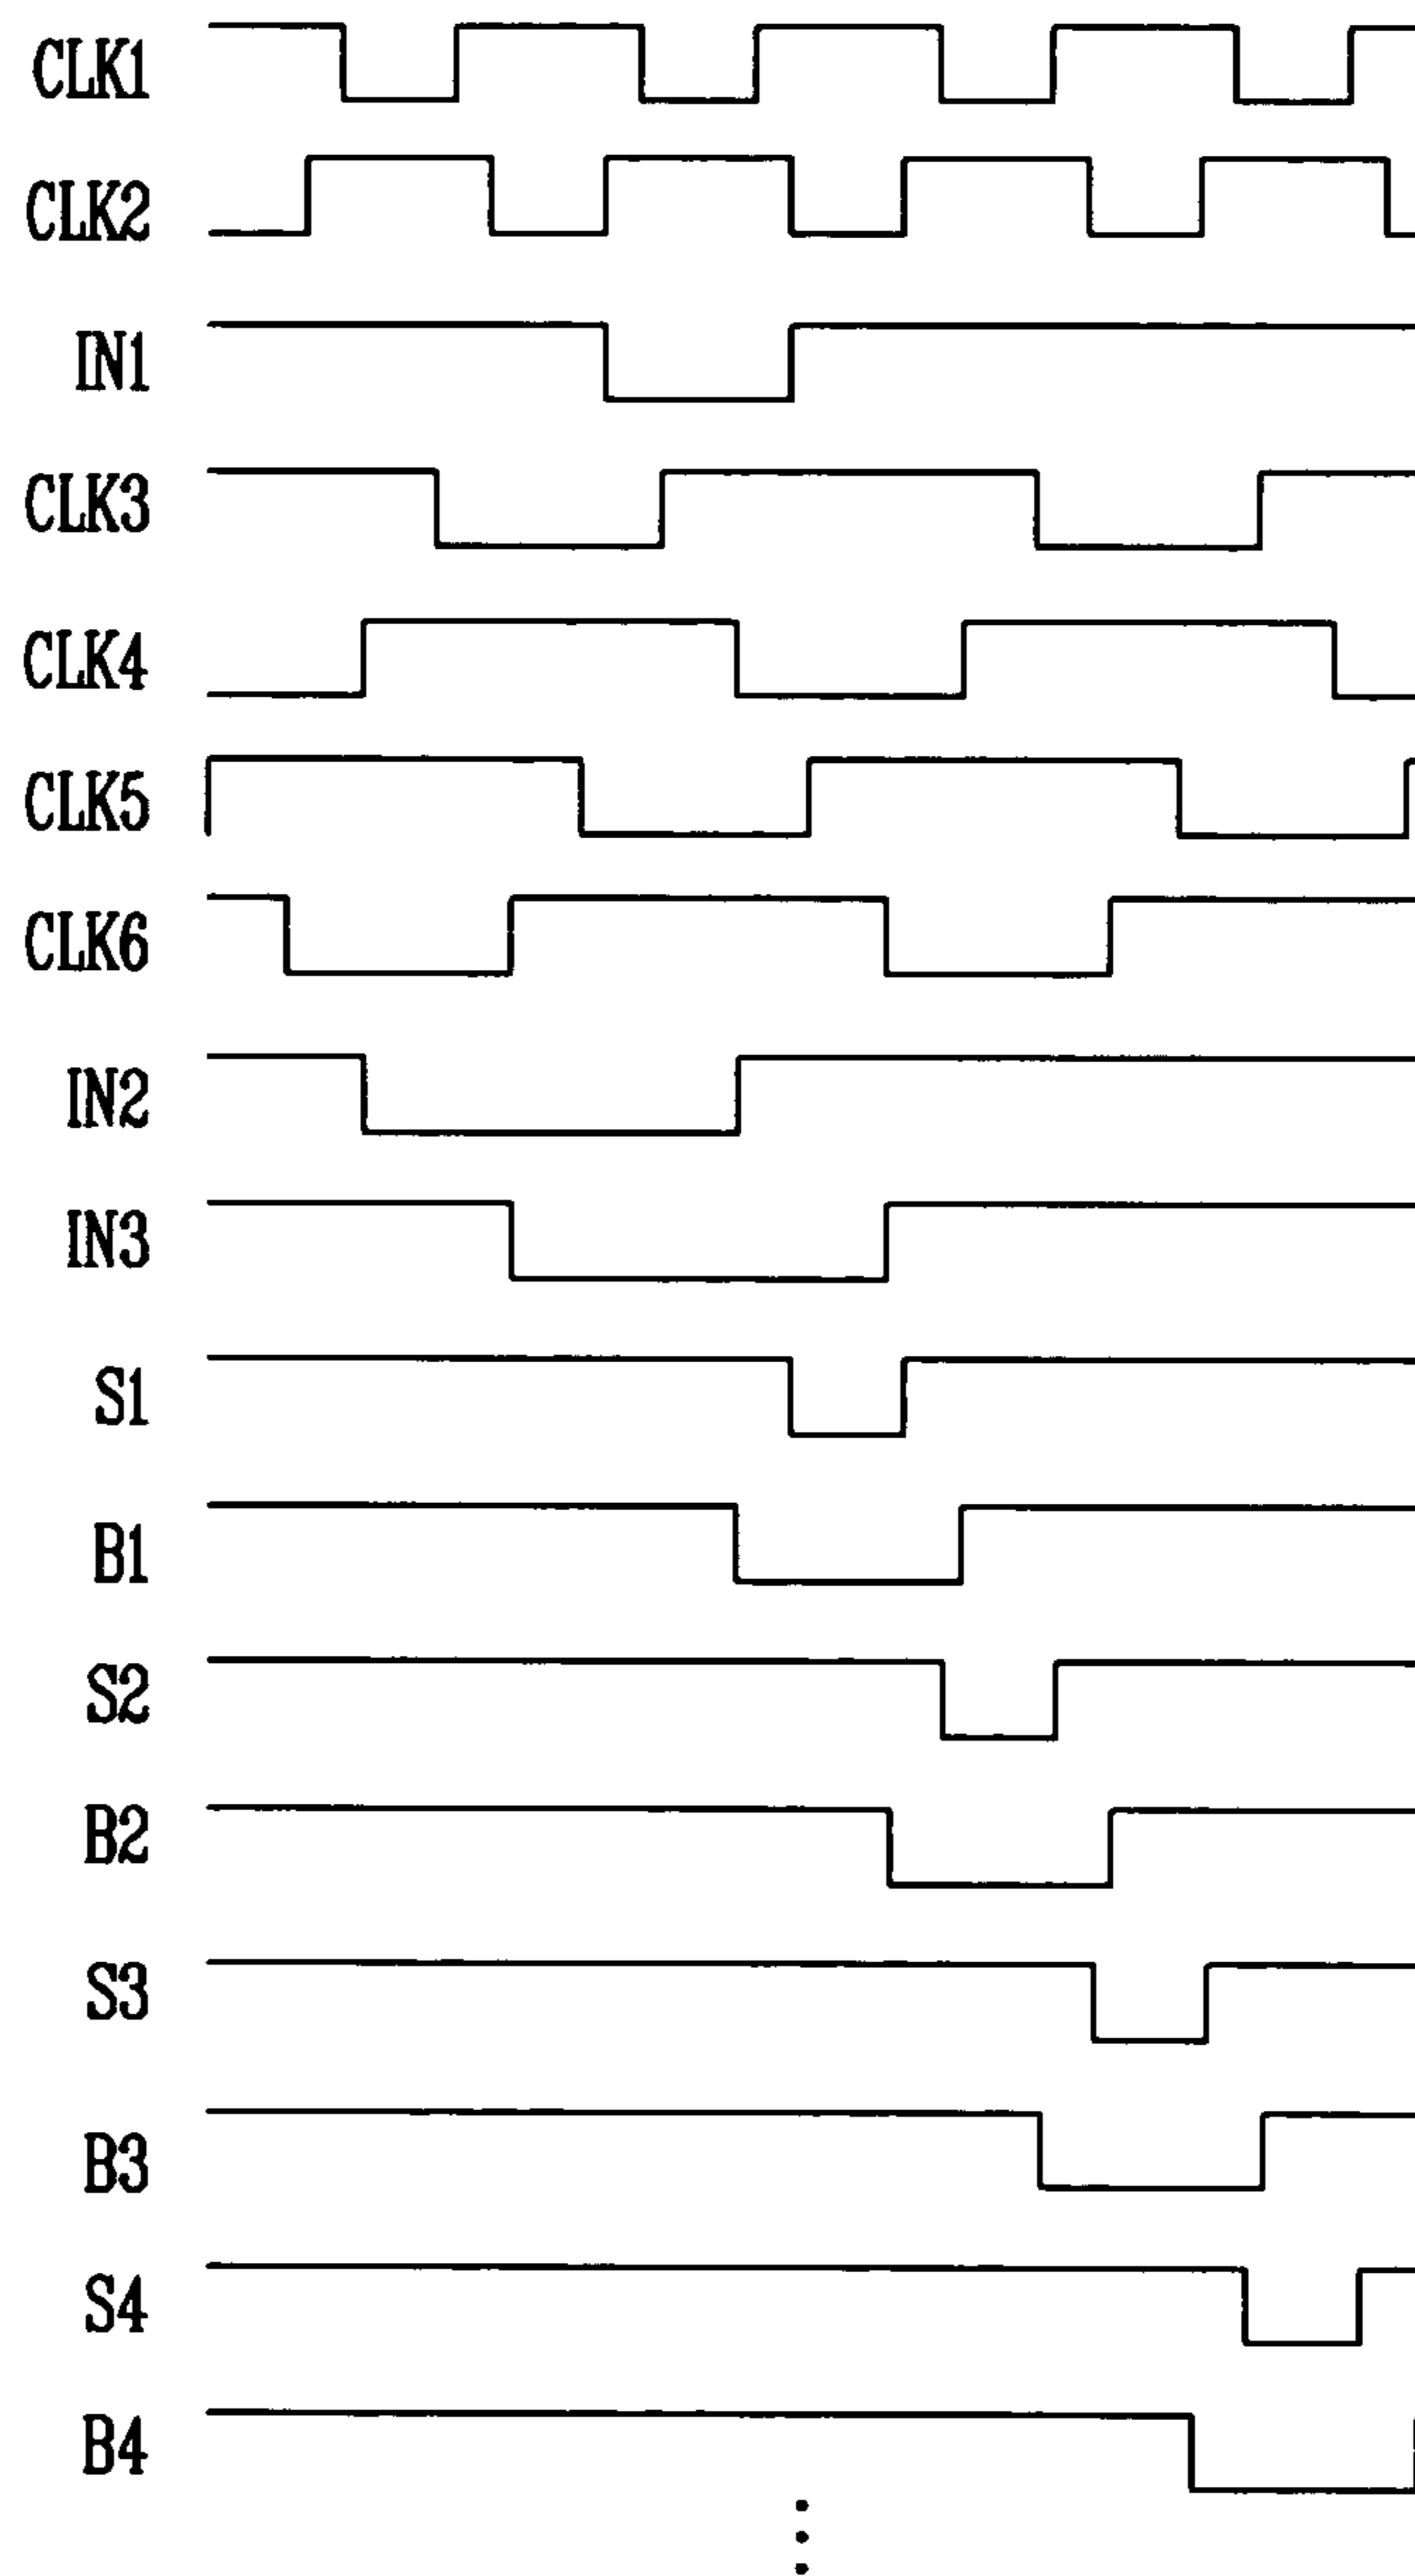 CLK1
CLK2
IN1
CLK3
CLK4
CLK5
CLK6
IN2
IN3
S1
B1
S2
B2
S3
B3
S4
B4